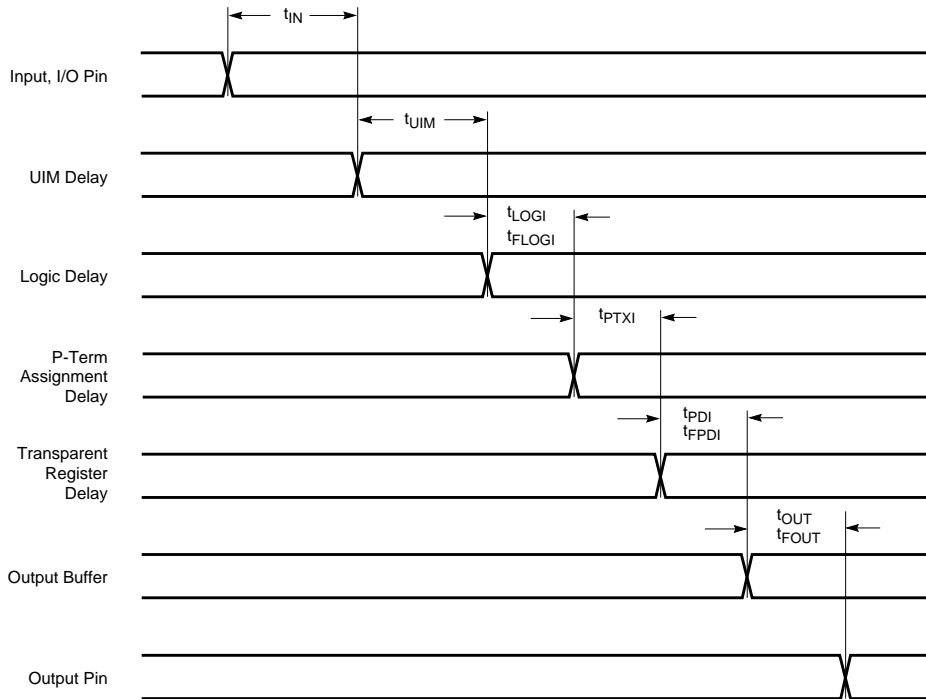 tIN
Input, I/O Pin
tUIM
UIM Delay
tLOGI
tFLOGI
Logic Delay
tPTXI
P-Term
Assignment
Delay
tPDI
tFPDI
Transparent
Register
Delay
tOUT
tFOUT
Output Buffer
Output Pin